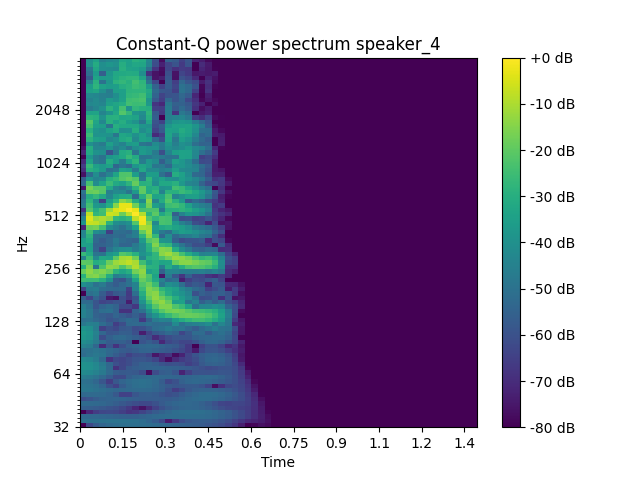 Constant-Q power spectrum speaker_4
Hz
2048
1024
512
256
128
64
32
0 0.15 0.3 0.45 0.6 0.75 0.9 1.1 1.2 1.4
Time
+0 dB
-10 dB
-20 dB
-30 dB
-40 dB
-50 dB
-60 dB
-70 dB
-80 dB